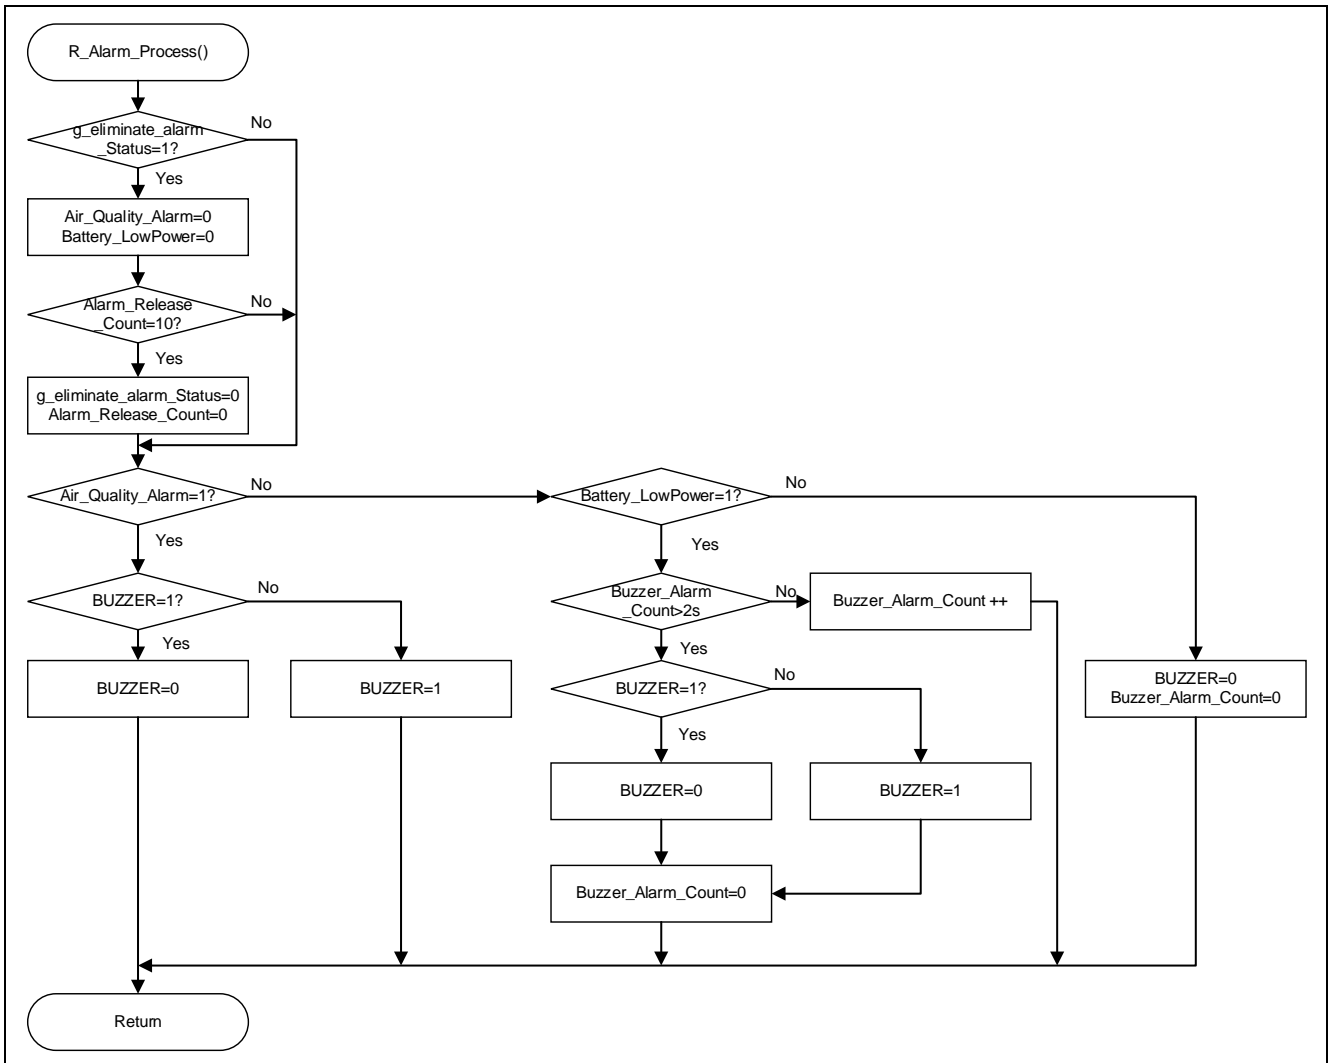 R_Alarm_Process()
g_eliminate_alarm
_Status=1?
No
Yes
Air_Quality_Alarm=0
Battery_LowPower=0
Alarm_Release
_Count=10?
No
Yes
g_eliminate_alarm_Status=0
Alarm_Release_Count=0
Air_Quality_Alarm=1?
No
Battery_LowPower=1?
No
Yes
Yes
BUZZER=1?
No
Buzzer_Alarm
_Count>2s
No
Buzzer_Alarm_Count ++
Yes
Yes
BUZZER=0
BUZZER=1
BUZZER=1?
No
BUZZER=0
Buzzer_Alarm_Count=0
Yes
BUZZER=0
BUZZER=1
Buzzer_Alarm_Count=0
Return